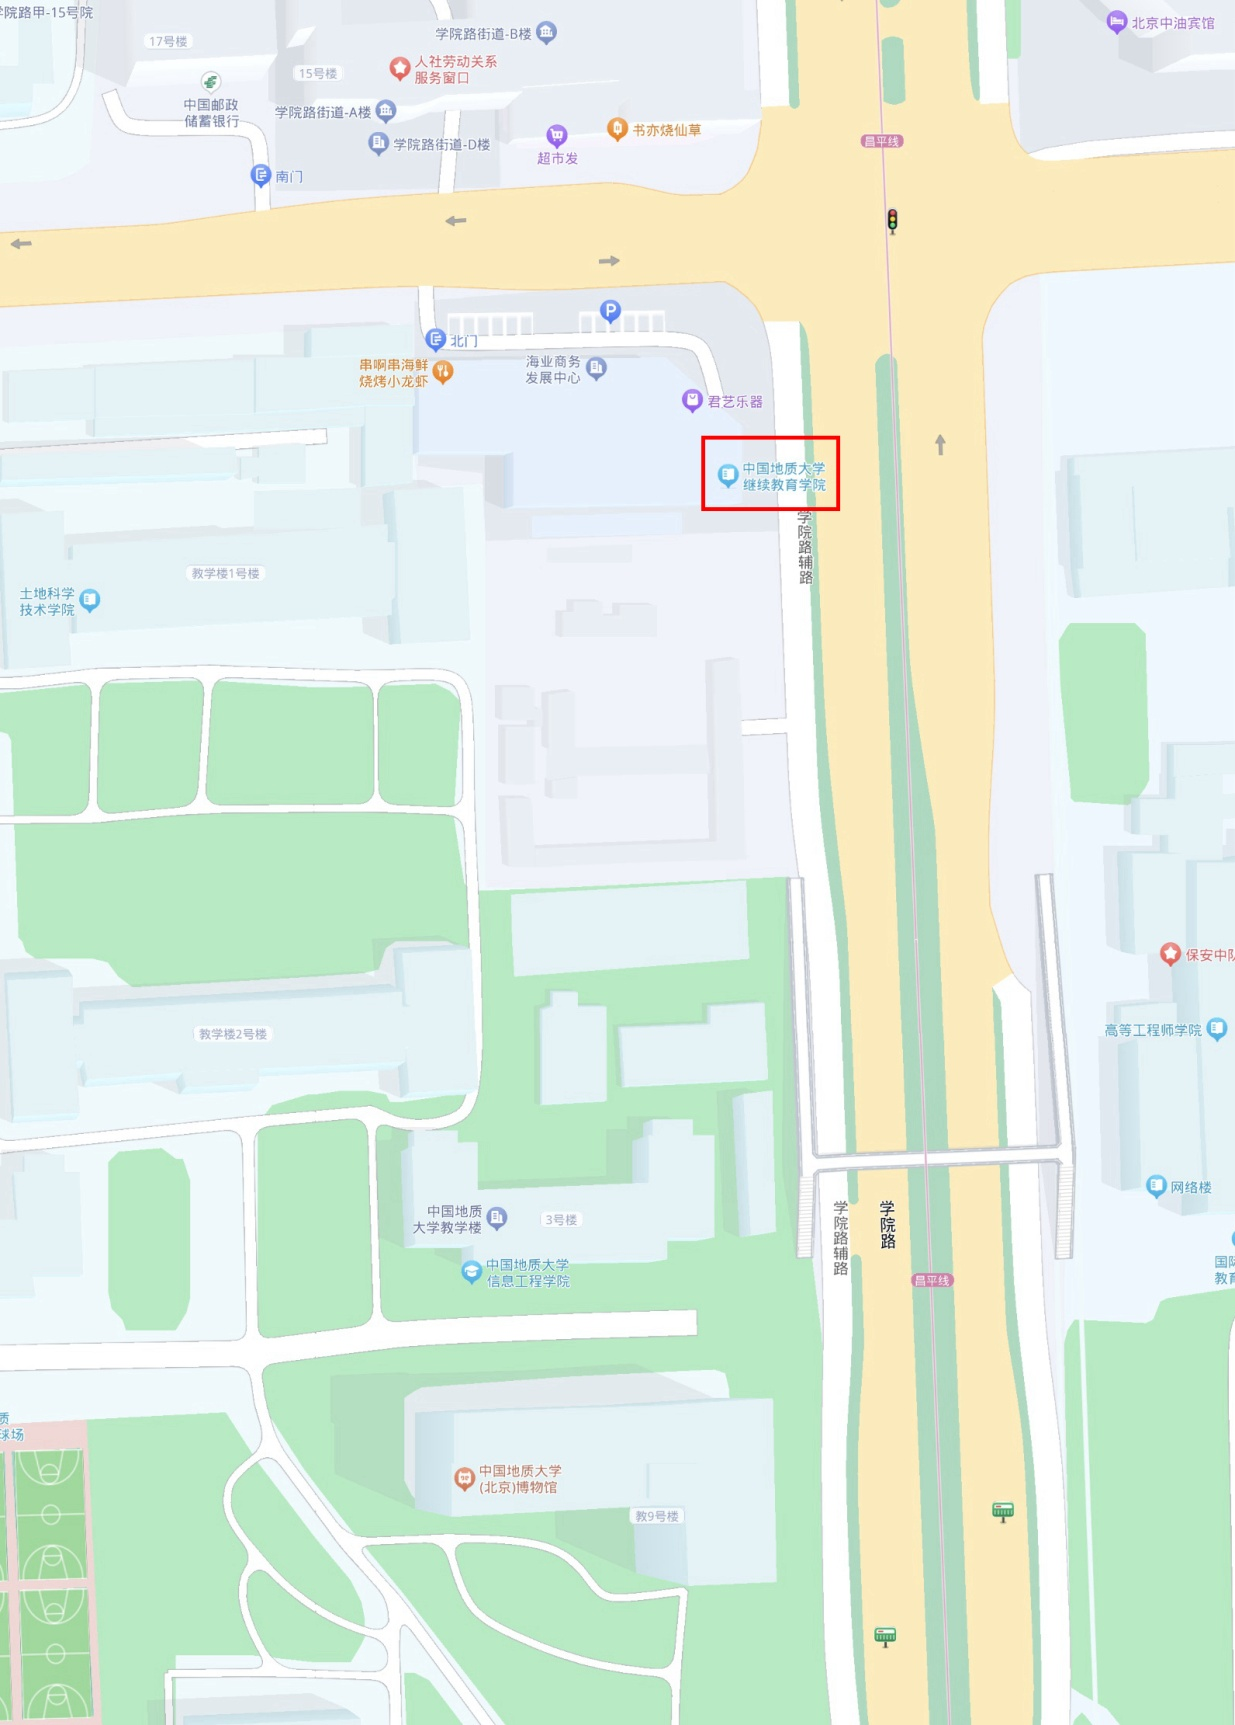 学院路甲-15号院
17号楼
学院路街道-B楼
北京中油宾馆
人社劳动关系
服务窗口
15号楼
中国邮政
储蓄银行
学院路街道-A楼
学院路街道-D楼
书亦烧仙草
超市发
昌平线
南门
P
北门
海业商务
发展中心
串啊串海鲜
烧烤小龙虾
君艺乐器
中国地质大学
继续教育学院
学院路辅路
教学楼1号楼
土地科学
技术学院
保安中队
高等工程师学院
教学楼2号楼
网络楼
中国地质
大学教学楼
3号楼
学院路辅路
学院路
中国地质大学
信息工程学院
昌平线
国际
教育
质
球场
中国地质大学
(北京)博物馆
教9号楼